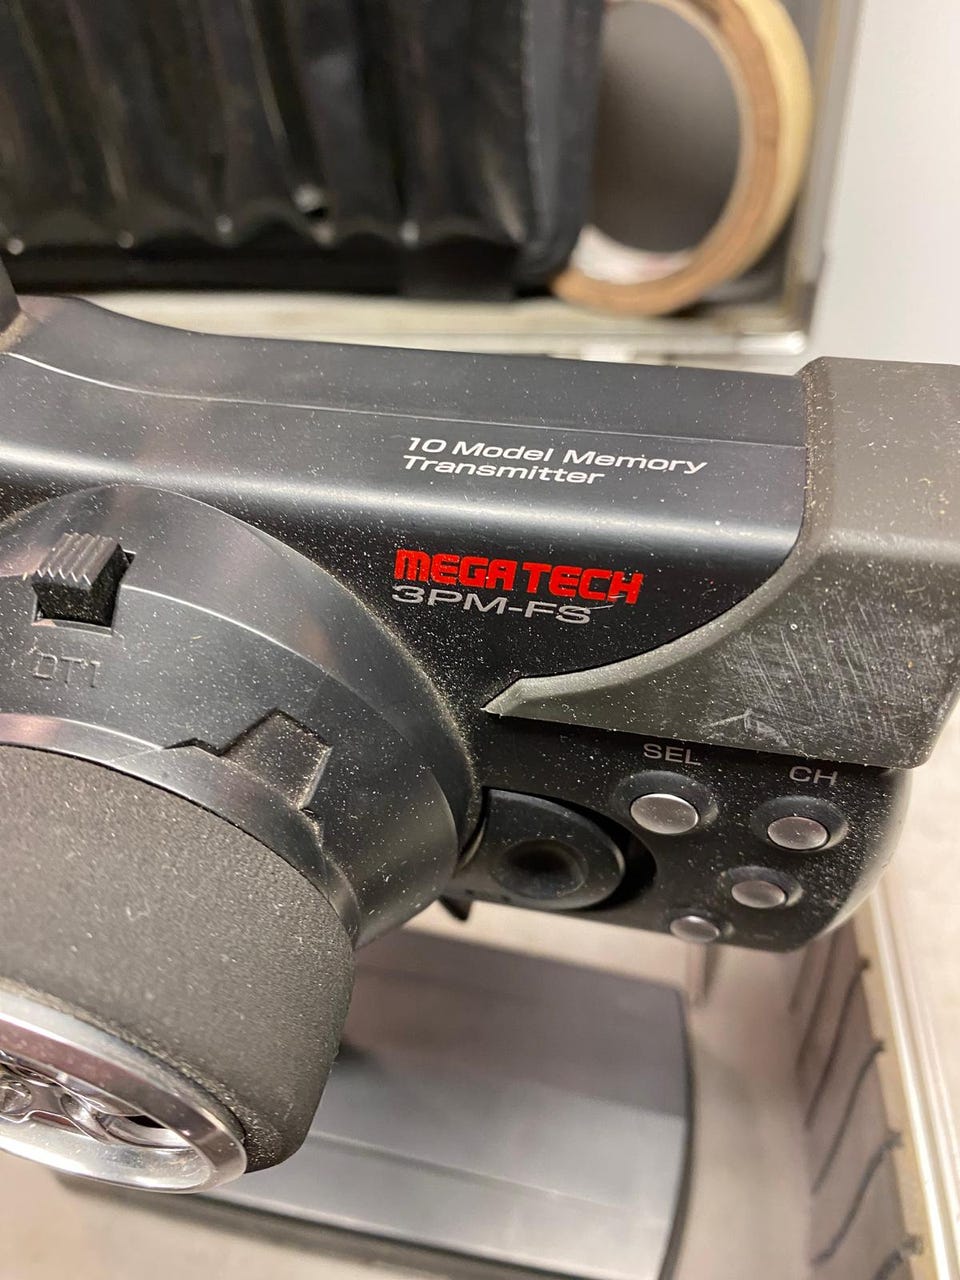 10 Model Memory
Transmitter
MEGATECH
3PM-FS
DT1
SEL
CH